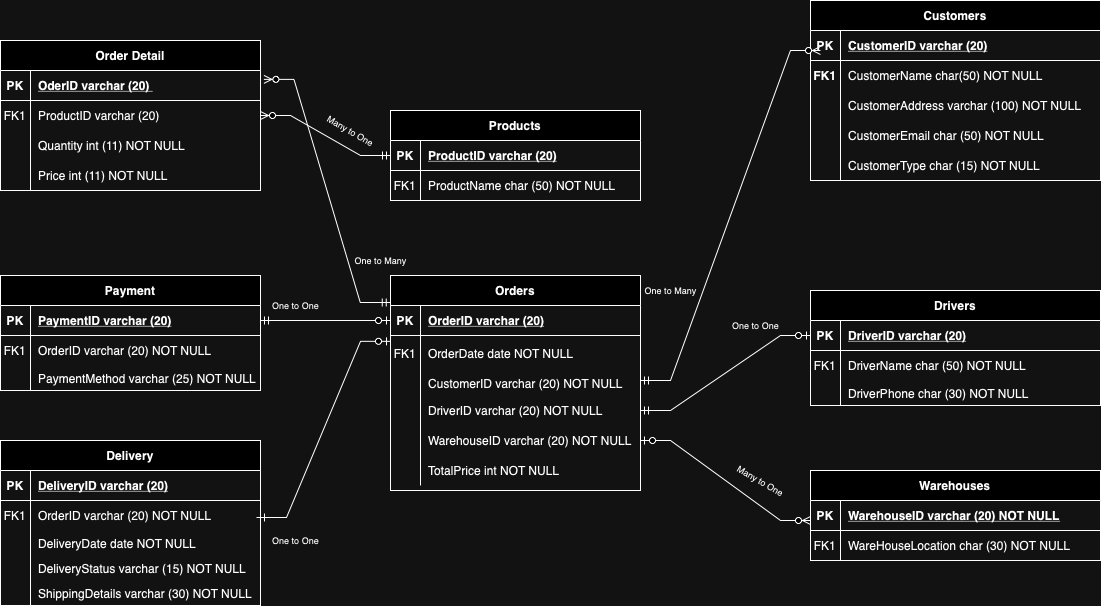 Order Detail
PK OderID varchar (20)
FK1 ProductID varchar (20)
Quantity int (11) NOT NULL
Price int (11) NOT NULL
Many to One
Products
PK ProductID varchar (20)
FK1 ProductName char (50) NOT NULL
Customers
PK CustomerID varchar (20)
FK1 CustomerName char(50) NOT NULL
CustomerAddress varchar (100) NOT NULL
CustomerEmail char (50) NOT NULL
CustomerType char (15) NOT NULL
One to Many
Payment
PK PaymentID varchar (20)
FK1 OrderID varchar (20) NOT NULL
PaymentMethod varchar (25) NOT NULL
One to One
Orders
PK OrderID varchar (20)
FK1 OrderDate date NOT NULL
CustomerID varchar (20) NOT NULL
DriverID varchar (20) NOT NULL
WarehouseID varchar (20) NOT NULL
TotalPrice int NOT NULL
One to Many
One to One
Drivers
PK DriverID varchar (20)
FK1 DriverName char (50) NOT NULL
DriverPhone char (30) NOT NULL
Delivery
PK DeliveryID varchar (20)
FK1 OrderID varchar (20) NOT NULL
DeliveryDate date NOT NULL
DeliveryStatus varchar (15) NOT NULL
ShippingDetails varchar (30) NOT NULL
One to One
Many to One
Warehouses
PK WarehouseID varchar (20) NOT NULL
FK1 WareHouseLocation char (30) NOT NULL